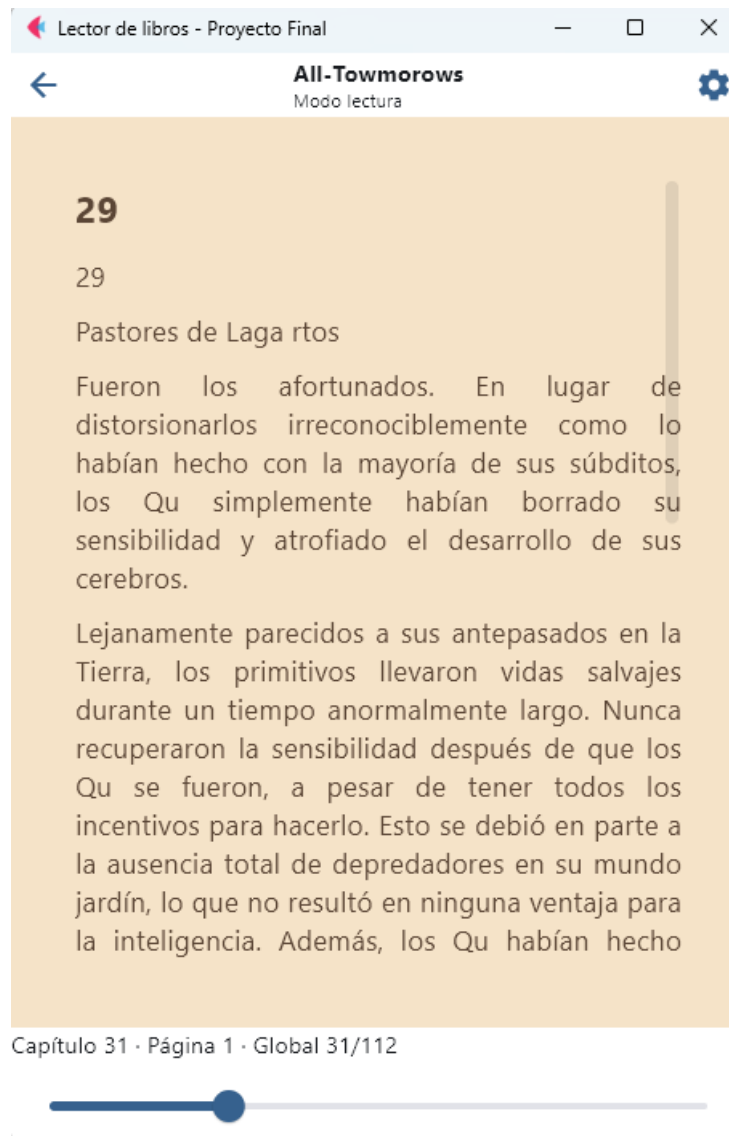 Lector de libros - Proyecto Final
All-Towmorows
Modo lectura
29
29
Pastores de Laga rtos
Fueron los afortunados. En lugar de
distorsionarlos irreconociblemente como lo
habían hecho con la mayoría de sus súbditos,
los Qu simplemente habían borrado su
sensibilidad y atrofiado el desarrollo de sus
cerebros.
Lejanamente parecidos a sus antepasados en la
Tierra, los primitivos llevaron vidas salvajes
durante un tiempo anormalmente largo. Nunca
recuperaron la sensibilidad después de que los
Qu se fueron, a pesar de tener todos los
incentivos para hacerlo. Esto se debió en parte a
la ausencia total de depredadores en su mundo
jardín, lo que no resultó en ninguna ventaja para
la inteligencia. Además, los Qu habían hecho
Capítulo 31 · Página 1 · Global 31/112